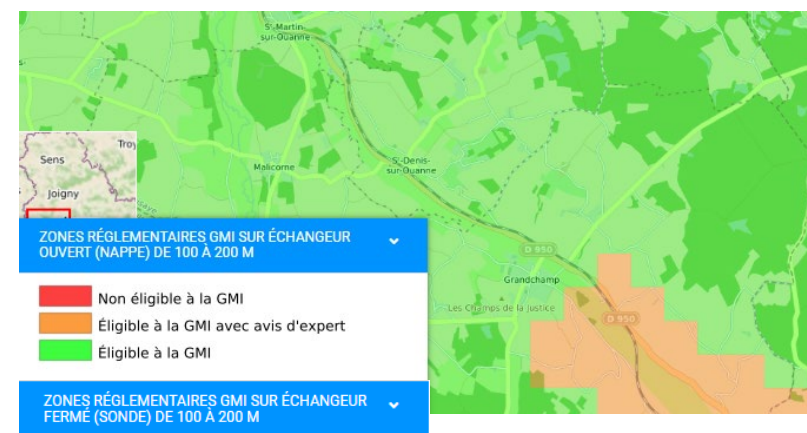 St-Martin-
sur-Ouanne
Troy
Sens
Joigny
Malicorne
St-Denis-
sur-Ouanne
D 950
Grandchamp
Les Champs de la Justice
D 950
ZONES RÉGLEMENTAIRES GMI SUR ÉCHANGEUR
OUVERT (NAPPE) DE 100 À 200 M
Non éligible à la GMI
Éligible à la GMI avec avis d'expert
Éligible à la GMI
ZONES RÉGLEMENTAIRES GMI SUR ÉCHANGEUR
FERMÉ (SONDE) DE 100 À 200 M